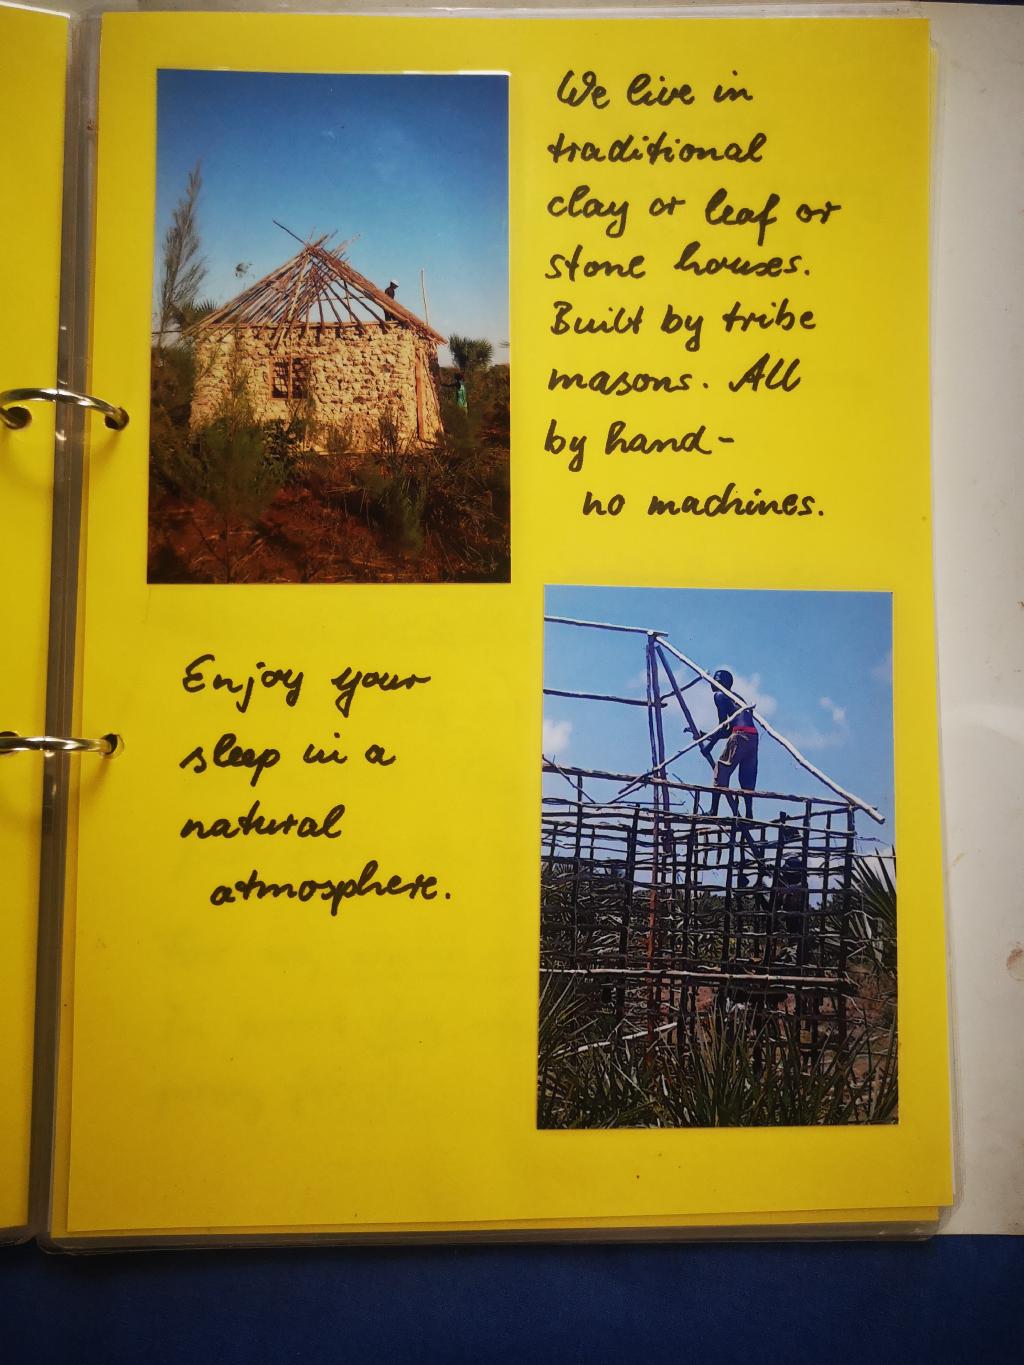 We live in
traditional
clay or leaf or
stone houses.
Built by tribe
masons. All
by hand-
no machines.
Enjoy your
sleep in a
natural
atmosphere.